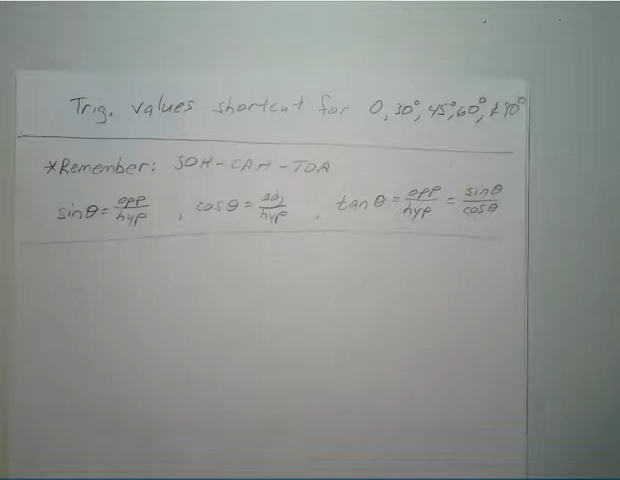 Trig. values shortcut for 0, 30°, 45°, 60°, & 90°
*Remember: SOH-CAH-TOA
sinθ = opp/hyp , cosθ = adj/hyp , tanθ = opp/hyp = sinθ/cosθ